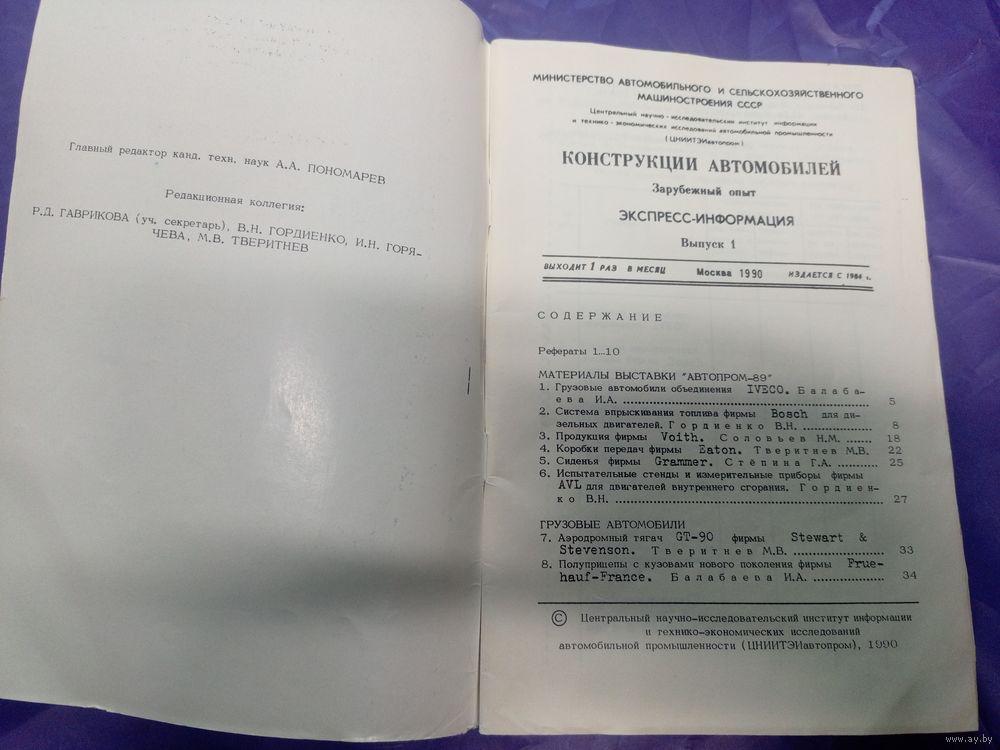 Главный редактор канд. техн. наук А.А. ПОНОМАРЕВ
Редакционная коллегия:
Р.Д. ГАВРИКОВА (уч. секретарь), В.Н. ГОРДИЕНКО, И.Н. ГОРЯ-
ЧЕВА, М.В. ТВЕРИТНЕВ
МИНИСТЕРСТВО АВТОМОБИЛЬНОГО И СЕЛЬСКОХОЗЯЙСТВЕННОГО
МАШИНОСТРОЕНИЯ СССР
Центральный научно-исследовательский институт информации
и технико-экономических исследований автомобильной промышленности
(ЦНИИТЭИавтопром)
КОНСТРУКЦИИ АВТОМОБИЛЕЙ
Зарубежный опыт
ЭКСПРЕСС-ИНФОРМАЦИЯ
Выпуск 1
ВЫХОДИТ 1 РАЗ В МЕСЯЦ Москва 1990 ИЗДАЕТСЯ С 1984 г.
СОДЕРЖАНИЕ
Рефераты 1...10
МАТЕРИАЛЫ ВЫСТАВКИ "АВТОПРОМ-89"
1. Грузовые автомобили объединения IVECO. Балаба-
ева И.А. ........ 5
2. Система впрыскивания топлива фирмы Bosch для ди-
зельных двигателей. Гордиенко В.Н. ........ 8
3. Продукция фирмы Voith. Соловьев Н.М. ....... 18
4. Коробки передач фирмы Eaton. Тверитнев М.В. 22
5. Сиденья фирмы Grammer. Стёпина Г.А. ........ 25
6. Испытательные стенды и измерительные приборы фирмы
AVL для двигателей внутреннего сгорания. Гордиен-
ко В.Н. ........ 27
ГРУЗОВЫЕ АВТОМОБИЛИ
7. Аэродромный тягач GT-90 фирмы Stewart &
Stevenson. Тверитнев М.В. ........ 33
8. Полуприцепы с кузовами нового поколения фирмы Frue-
hauf-France. Балабаева И.А. ........ 34
© Центральный научно-исследовательский институт информации
и технико-экономических исследований
автомобильной промышленности (ЦНИИТЭИавтопром), 1990
www.ay.by